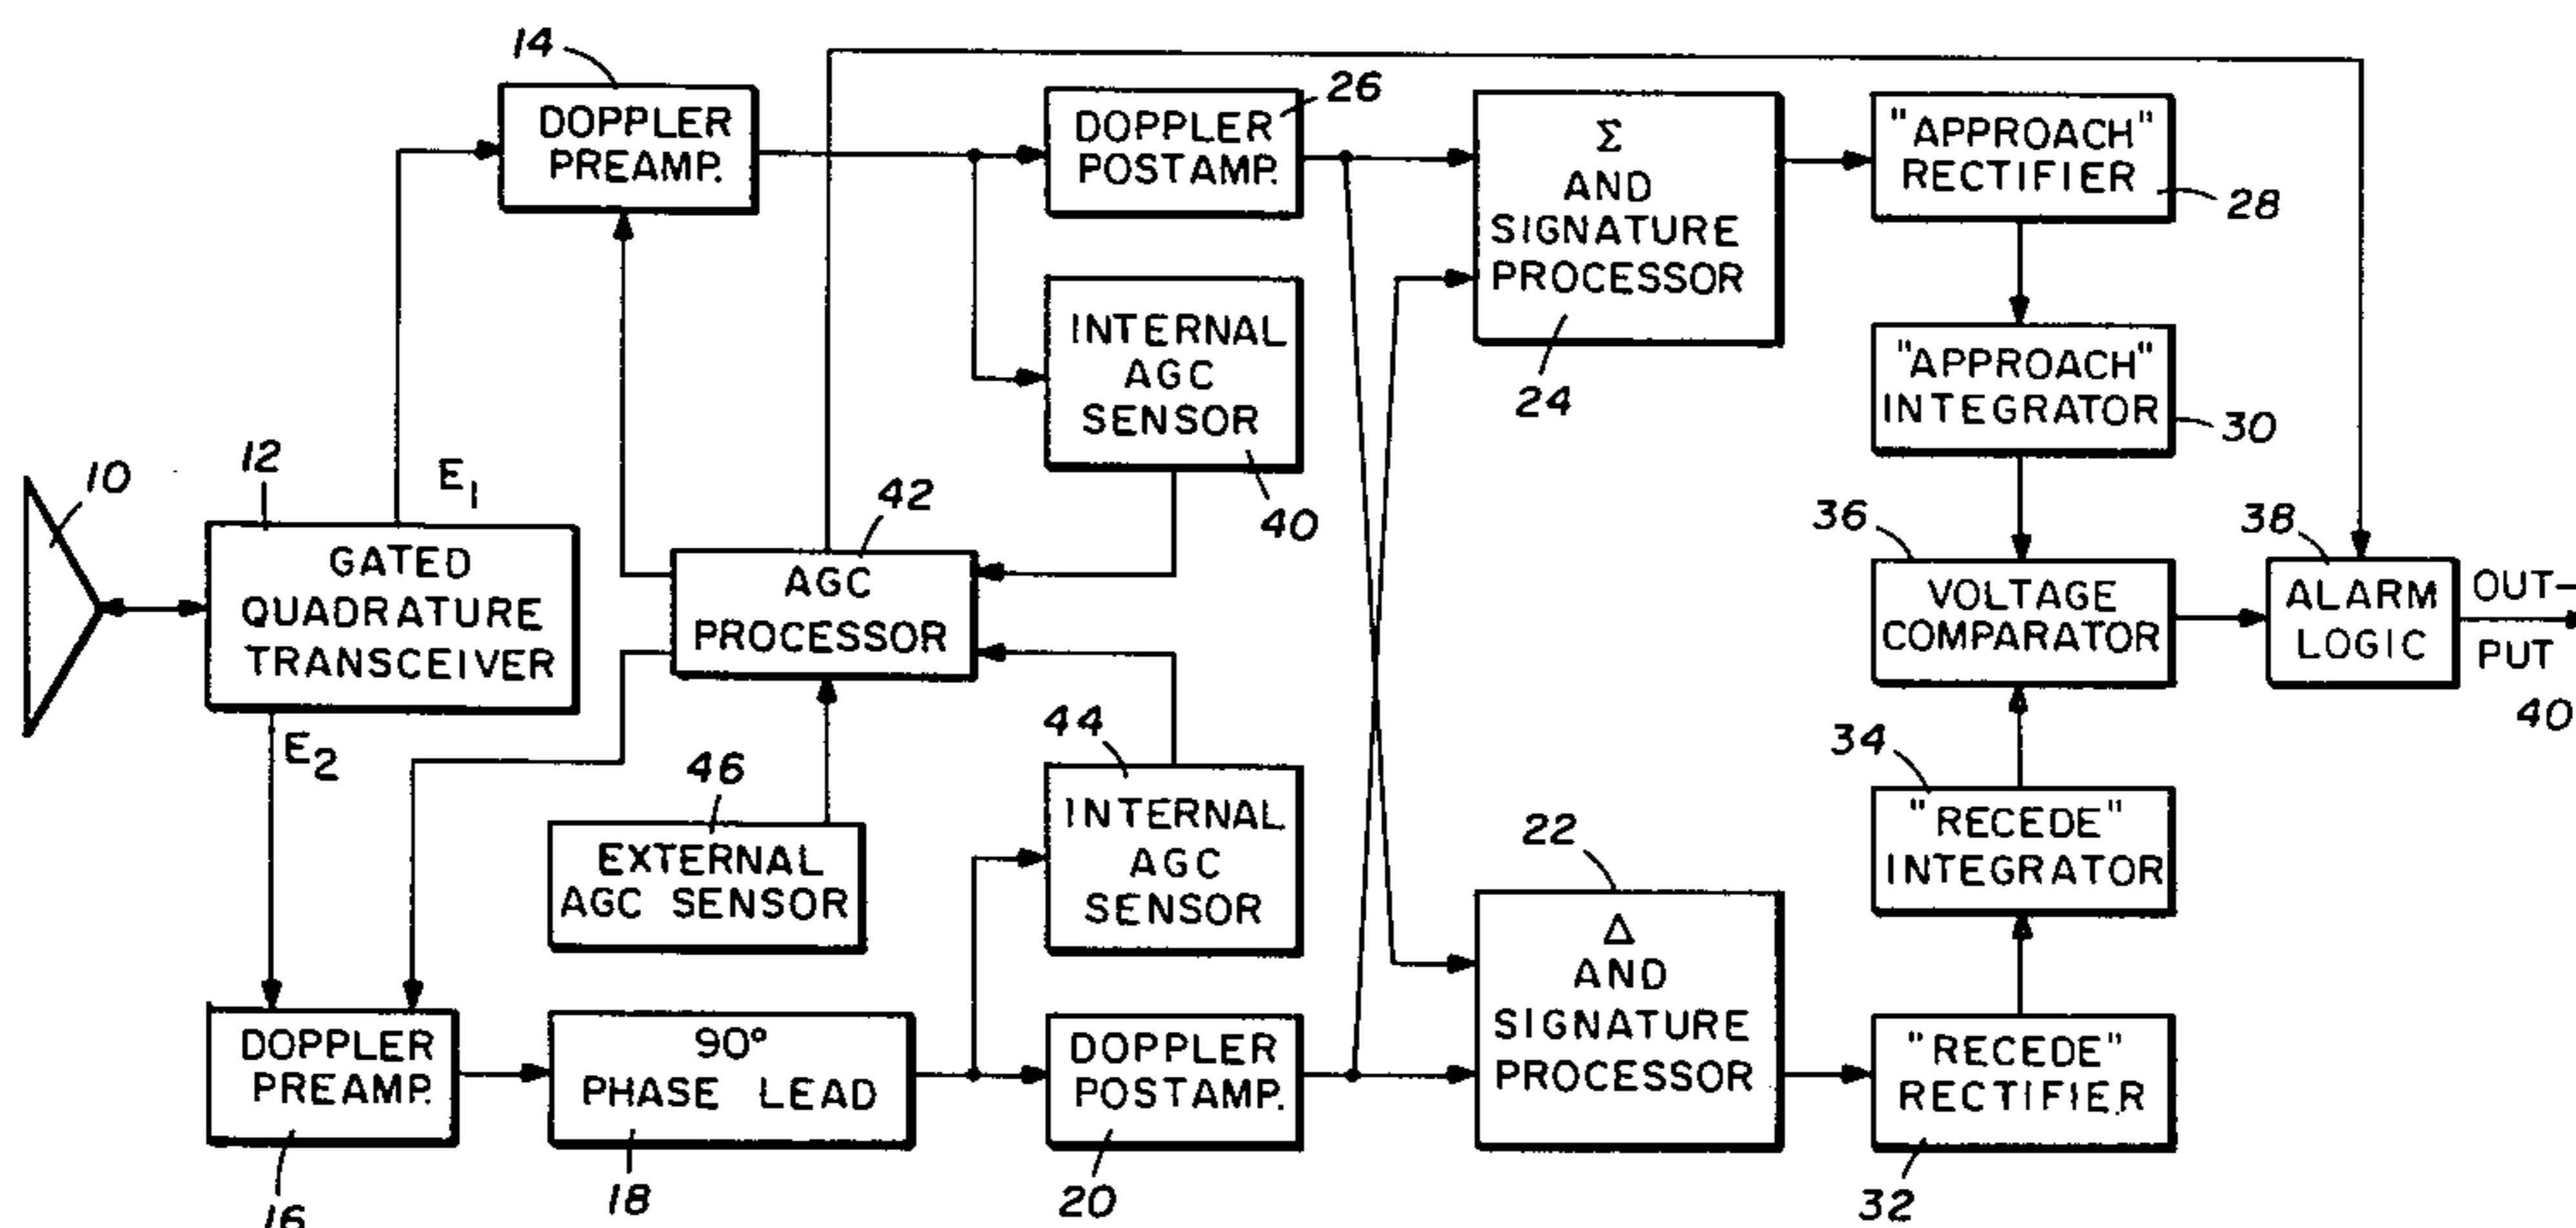 14
DOPPLER
PREAMP.
DOPPLER
POSTAMP.
26
Σ
AND
SIGNATURE
PROCESSOR
24
"APPROACH"
RECTIFIER
28
INTERNAL
AGC
SENSOR
40
"APPROACH"
INTEGRATOR
30
10
12
E1
GATED
QUADRATURE
TRANSCEIVER
E2
42
AGC
PROCESSOR
36
VOLTAGE
COMPARATOR
38
ALARM
LOGIC
OUT-
PUT
40
46
EXTERNAL
AGC SENSOR
44
INTERNAL
AGC
SENSOR
34
"RECEDE"
INTEGRATOR
22
Δ
AND
SIGNATURE
PROCESSOR
DOPPLER
PREAMP.
16
90°
PHASE LEAD
18
DOPPLER
POSTAMP.
20
"RECEDE"
RECTIFIER
32